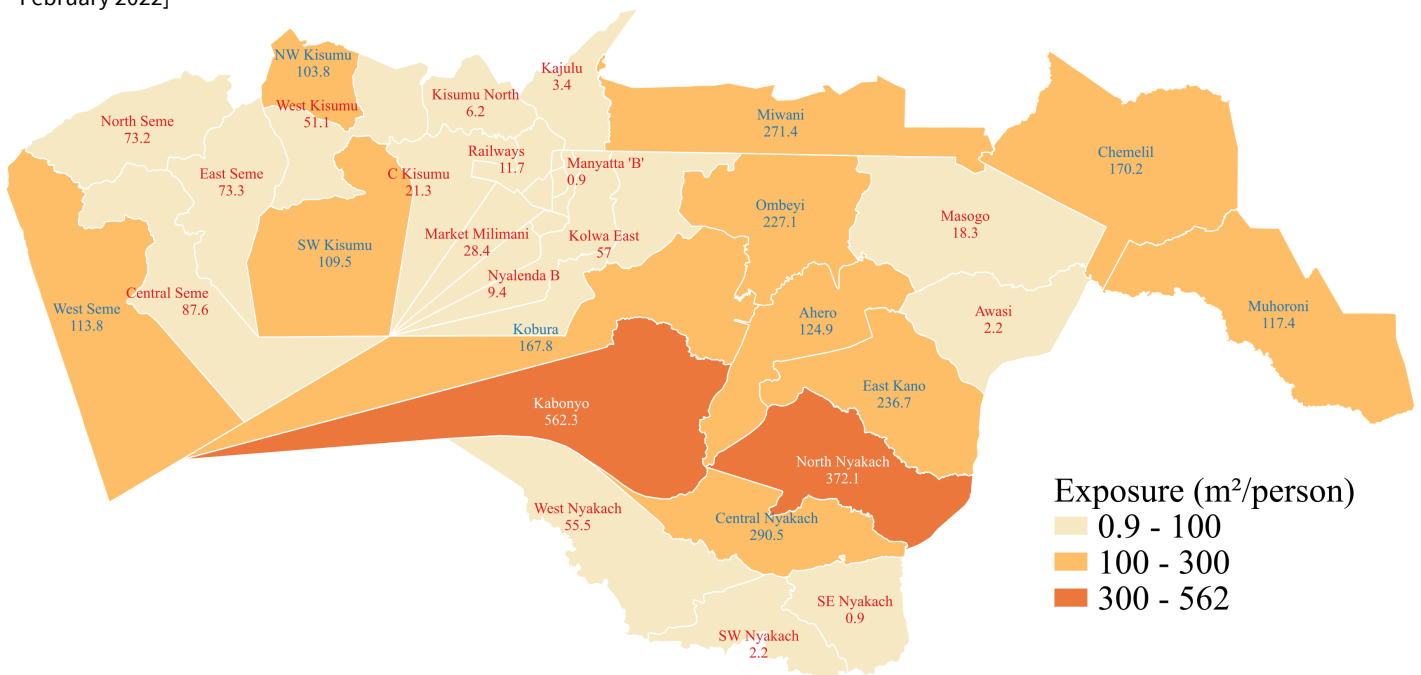 February 2022]
NW Kisumu
103.8
Kajulu
3.4
Kisumu North
6.2
West Kisumu
51.1
North Seme
73.2
Miwani
271.4
Railways
11.7
Manyatta 'B'
0.9
Chemelil
170.2
East Seme
73.3
C Kisumu
21.3
Ombeyi
227.1
Masogo
18.3
SW Kisumu
109.5
Market Milimani
28.4
Kolwa East
57
Nyalenda B
9.4
Central Seme
87.6
West Seme
113.8
Kobura
167.8
Ahero
124.9
Awasi
2.2
Muhoroni
117.4
East Kano
236.7
Kabonyo
562.3
North Nyakach
372.1
West Nyakach
55.5
Central Nyakach
290.5
SE Nyakach
0.9
SW Nyakach
2.2
Exposure (m²/person)
0.9 - 100
100 - 300
300 - 562